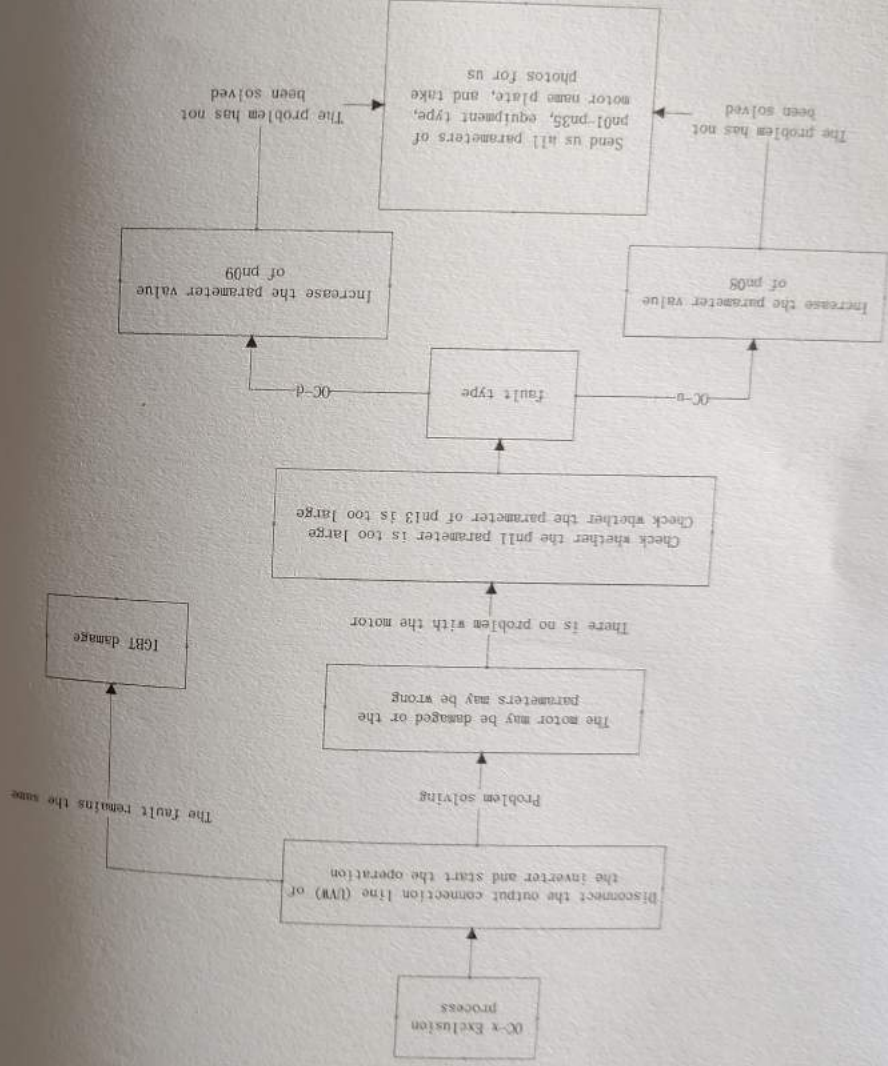 OC-x Exclusion
process
Disconnect the output connection line (UVW) of
the inverter and start the operation
Problem solving
The fault remains the same
The motor may be damaged or the
parameters may be wrong
IGBT damage
There is no problem with the motor
Check whether the pn11 parameter is too large
Check whether the parameter of pn13 is too large
fault type
OC-u
OC-d
Increase the parameter value
of pn08
Increase the parameter value
of pn09
The problem has not
been solved
Send us all parameters of
pn01-pn35, equipment type,
motor name plate, and take
photos for us
The problem has not
been solved